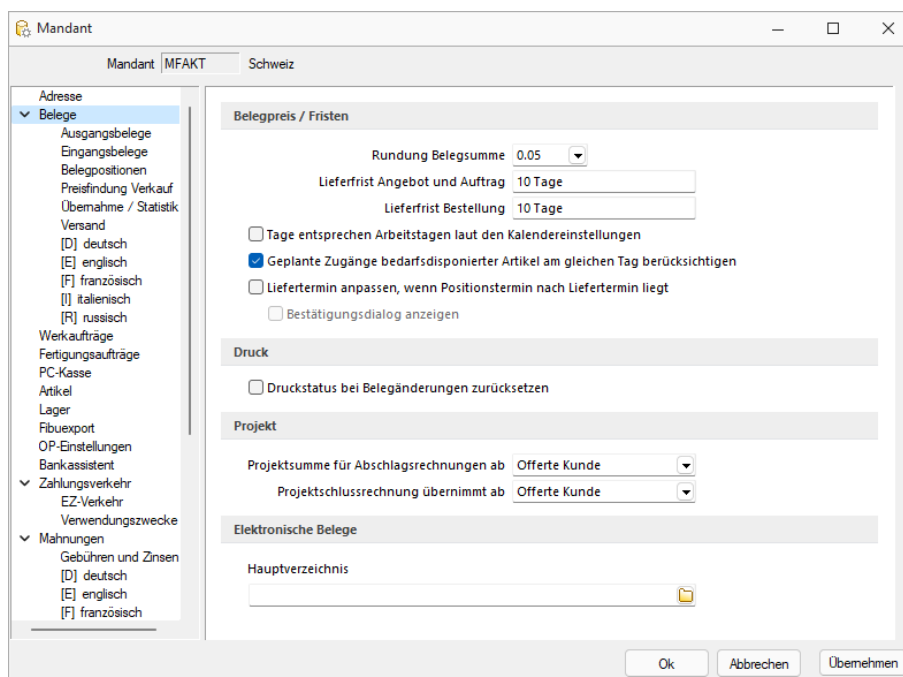 Mandant
Mandant MFAKT Schweiz
Adresse
Belege
Ausgangsbelege
Eingangsbelege
Belegpositionen
Preisfindung Verkauf
Übernahme / Statistik
Versand
[D] deutsch
[E] englisch
[F] französisch
[I] italienisch
[R] russisch
Werkaufträge
Fertigungsaufträge
PC-Kasse
Artikel
Lager
Fibuexport
OP-Einstellungen
Bankassistent
Zahlungsverkehr
EZ-Verkehr
Verwendungszwecke
Mahnungen
Gebühren und Zinsen
[D] deutsch
[E] englisch
[F] französisch
Belegpreis / Fristen
Rundung Belegsumme 0.05
Lieferfrist Angebot und Auftrag 10 Tage
Lieferfrist Bestellung 10 Tage
Tage entsprechen Arbeitstagen laut den Kalendereinstellungen
Geplante Zugänge bedarfsdisponierter Artikel am gleichen Tag berücksichtigen
Liefertermin anpassen, wenn Positionstermin nach Liefertermin liegt
Bestätigungsdialog anzeigen
Druck
Druckstatus bei Belegänderungen zurücksetzen
Projekt
Projektsumme für Abschlagsrechnungen ab Offerte Kunde
Projektschlussrechnung übernimmt ab Offerte Kunde
Elektronische Belege
Hauptverzeichnis
Ok Abbrechen Übernehmen